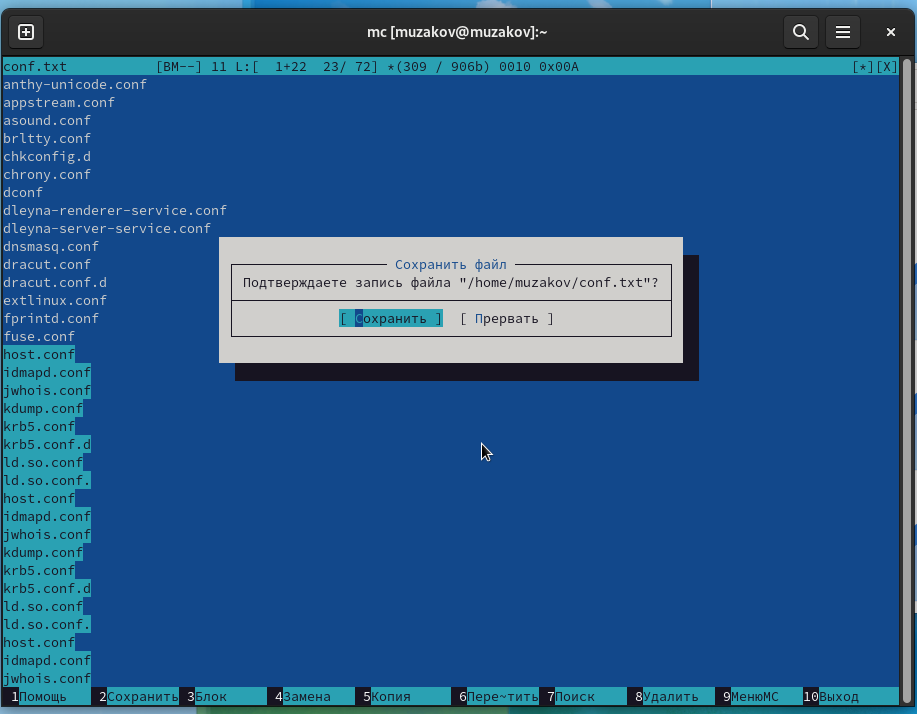 mc [muzakov@muzakov]:~
conf.txt [BM--] 11 L:[ 1+22 23/ 72] *(309 / 906b) 0010 0x00A [*][X]
anthy-unicode.conf
appstream.conf
asound.conf
brltty.conf
chkconfig.d
chrony.conf
dconf
dleyna-renderer-service.conf
dleyna-server-service.conf
dnsmasq.conf
dracut.conf
dracut.conf.d
extlinux.conf
fprintd.conf
fuse.conf
host.conf
idmapd.conf
jwhois.conf
kdump.conf
krb5.conf
krb5.conf.d
ld.so.conf
ld.so.conf.
host.conf
idmapd.conf
jwhois.conf
kdump.conf
krb5.conf
krb5.conf.d
ld.so.conf
ld.so.conf.
host.conf
idmapd.conf
jwhois.conf
Сохранить файл
Подтверждаете запись файла "/home/muzakov/conf.txt"?
[ Сохранить ] [ Прервать ]
1Помощь 2Сохранить 3Блок 4Замена 5Копия 6Пере~тить 7Поиск 8Удалить 9МенюMC 10Выход